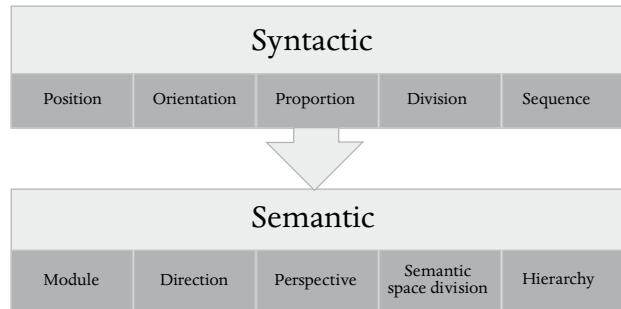 Syntactic
Position Orientation Proportion Division Sequence
Semantic
Module Direction Perspective Semantic space division Hierarchy